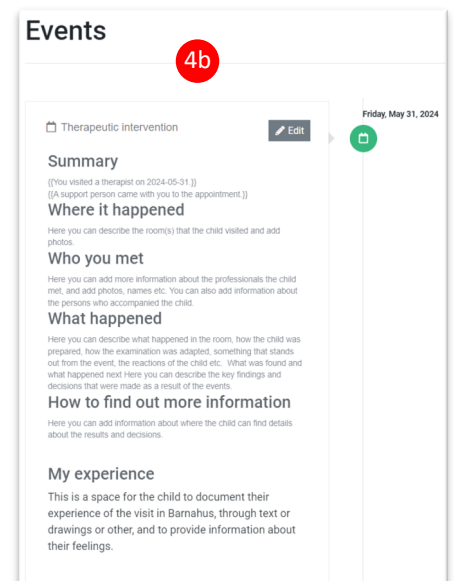 Events
4b
Friday, May 31, 2024
Therapeutic intervention
Edit
Summary
{{You visited a therapist on 2024-05-31.}}
{{A support person came with you to the appointment.}}
Where it happened
Here you can describe the room(s) that the child visited and add
photos.
Who you met
Here you can add more information about the professionals the child
met, and add photos, names etc. You can also add information about
the persons who accompanied the child.
What happened
Here you can describe what happened in the room, how the child was
prepared, how the examination was adapted, something that stands
out from the event, the reactions of the child etc. What was found and
what happened next Here you can describe the key findings and
decisions that were made as a result of the events.
How to find out more information
Here you can add information about where the child can find details
about the results and decisions.
My experience
This is a space for the child to document their
experience of the visit in Barnahus, through text or
drawings or other, and to provide information about
their feelings.